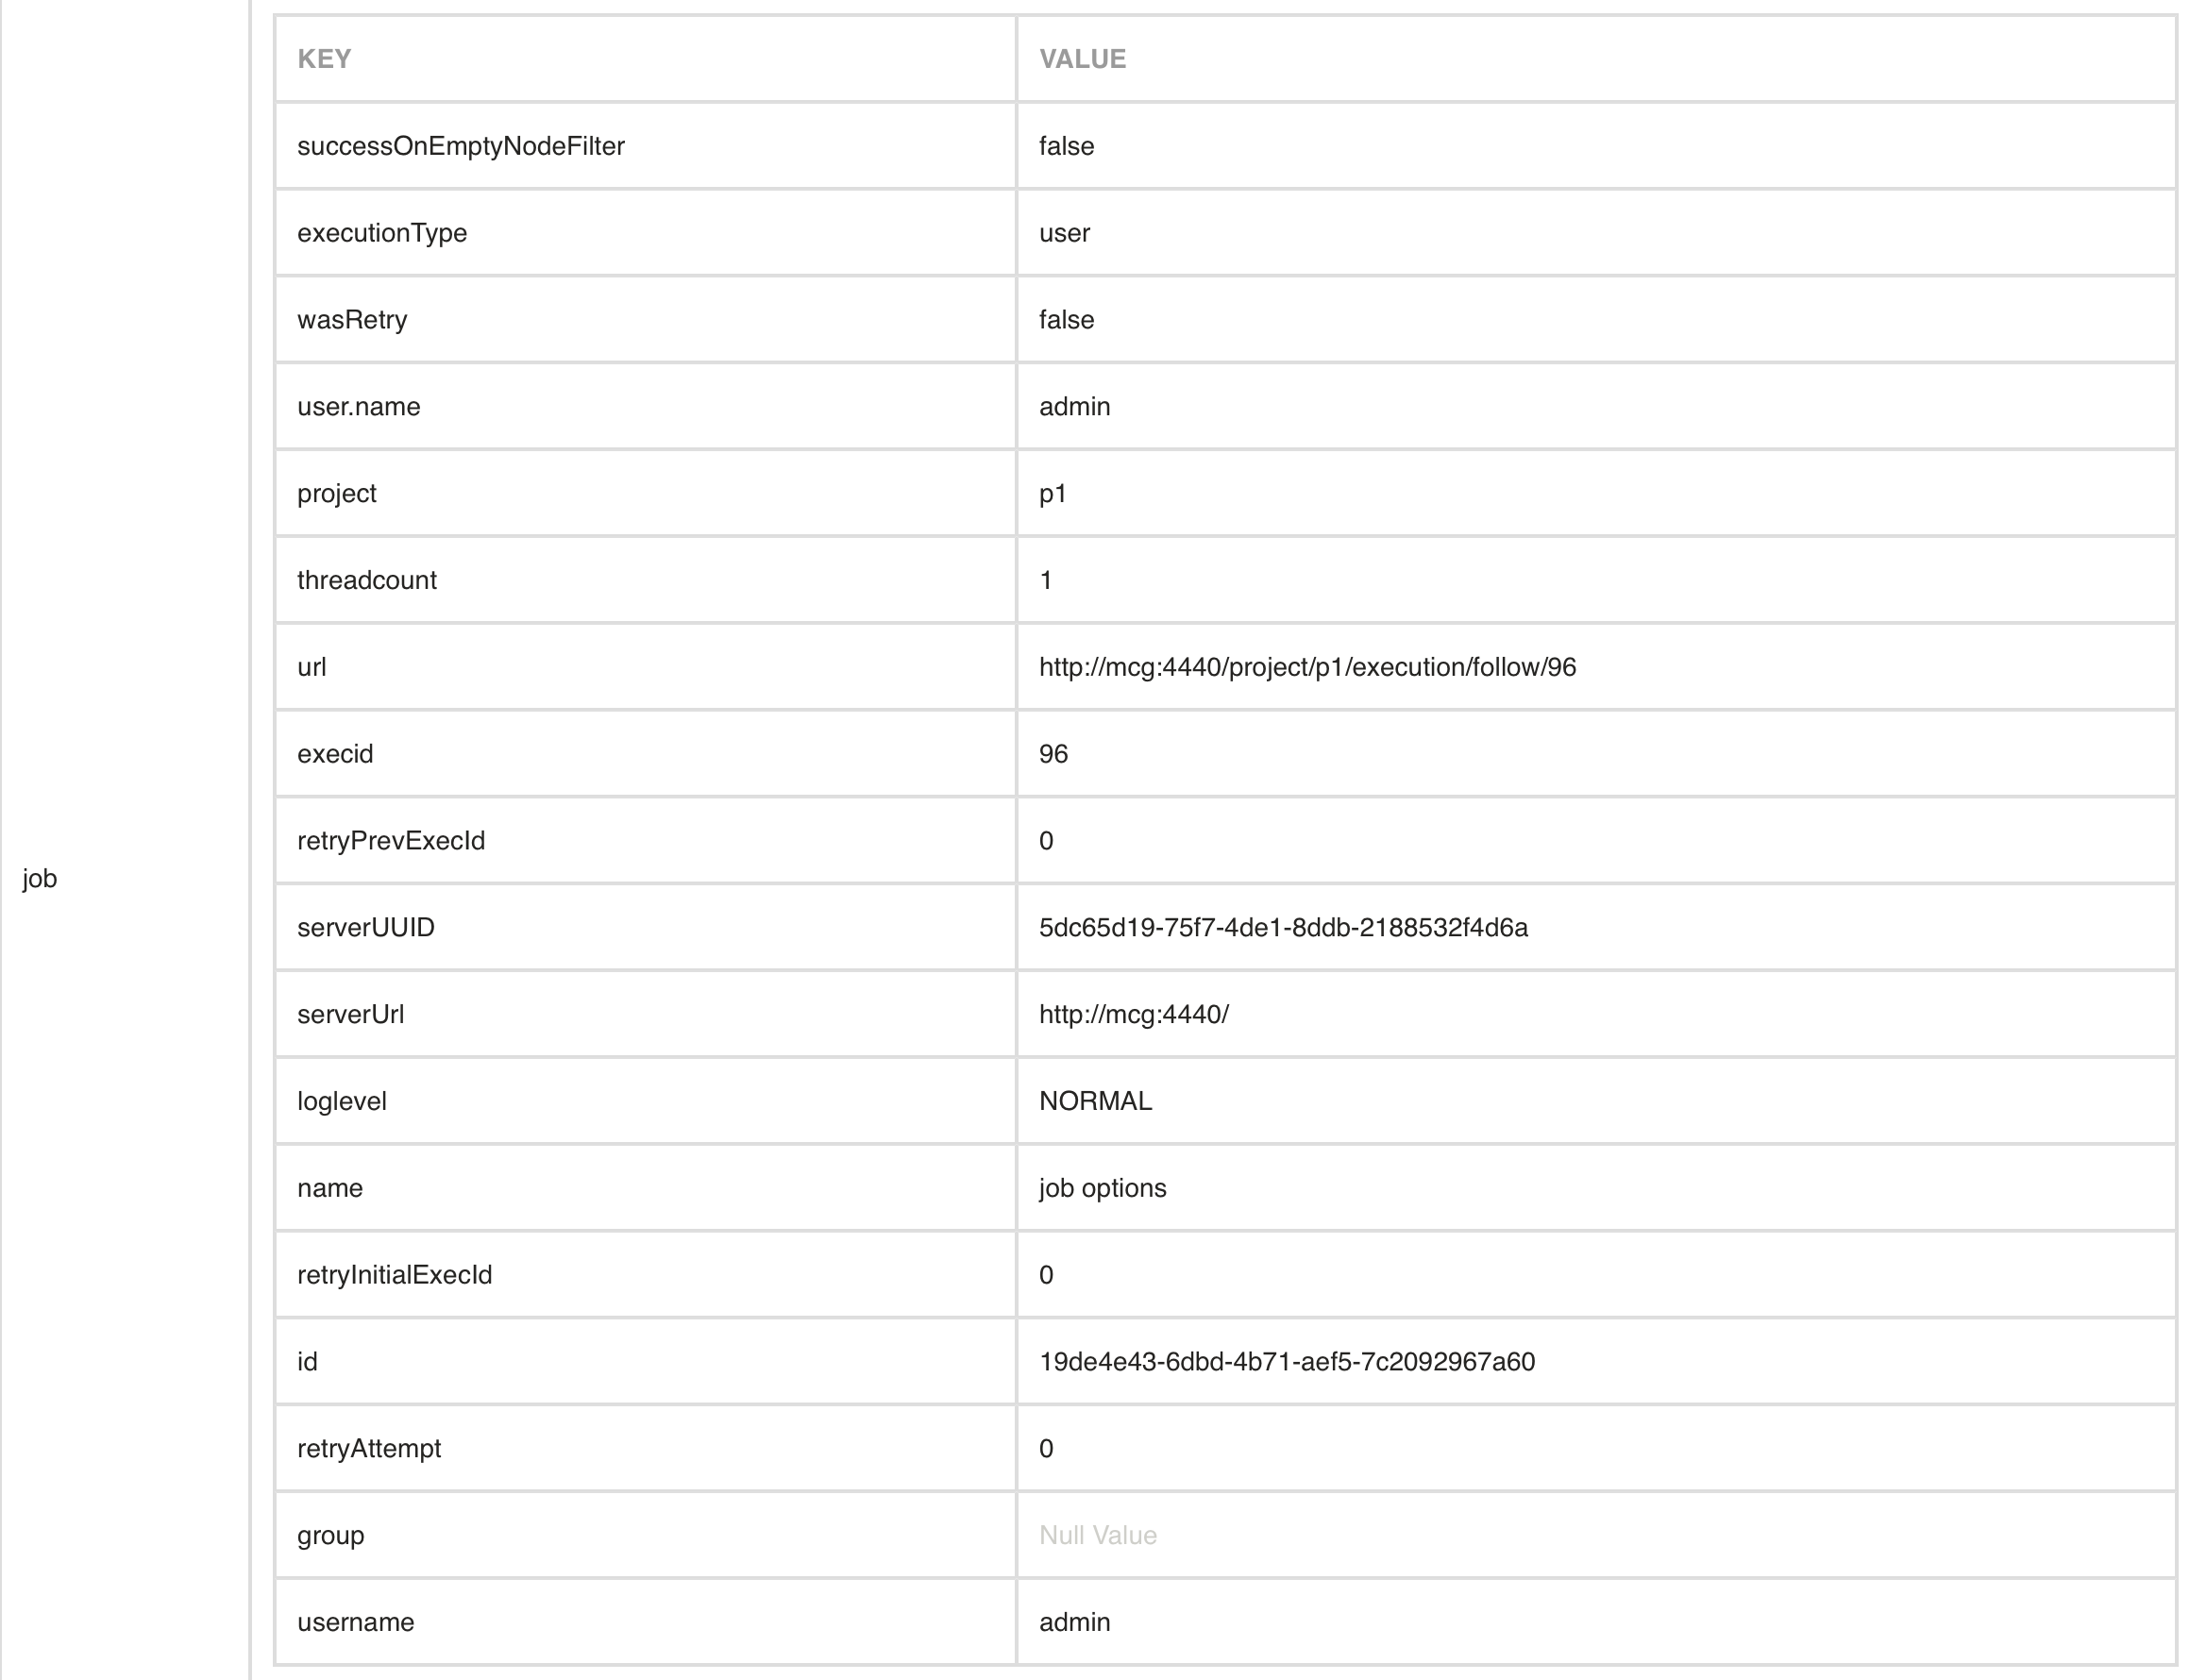 KEY VALUE
successOnEmptyNodeFilter false
executionType user
wasRetry false
user.name admin
project p1
threadcount 1
url http://mcg:4440/project/p1/execution/follow/96
execid 96
retryPrevExecId 0
job
serverUUID 5dc65d19-75f7-4de1-8ddb-2188532f4d6a
serverUrl http://mcg:4440/
loglevel NORMAL
name job options
retryInitialExecId 0
id 19de4e43-6dbd-4b71-aef5-7c2092967a60
retryAttempt 0
group Null Value
username admin